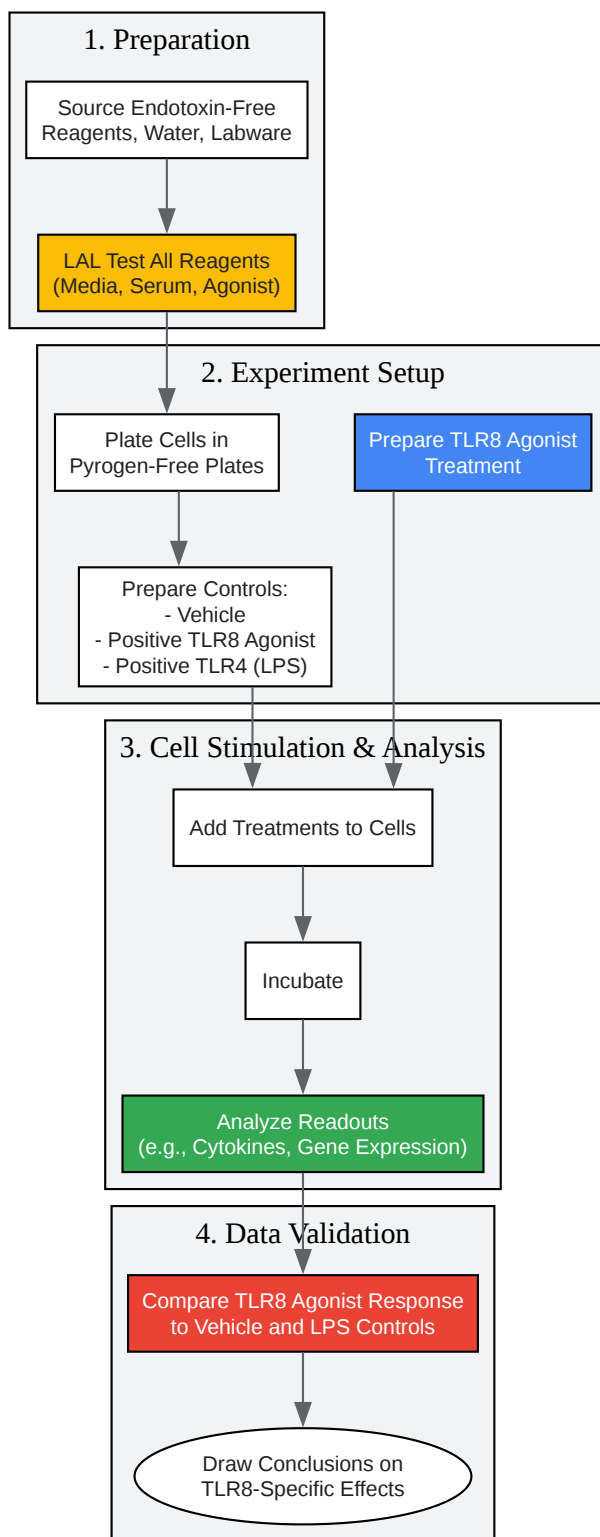 1. Preparation
Source Endotoxin-Free
Reagents, Water, Labware
LAL Test All Reagents
(Media, Serum, Agonist)
2. Experiment Setup
Plate Cells in
Pyrogen-Free Plates
Prepare TLR8 Agonist
Treatment
Prepare Controls:
- Vehicle
- Positive TLR8 Agonist
- Positive TLR4 (LPS)
3. Cell Stimulation & Analysis
Add Treatments to Cells
Incubate
Analyze Readouts
(e.g., Cytokines, Gene Expression)
4. Data Validation
Compare TLR8 Agonist Response
to Vehicle and LPS Controls
Draw Conclusions on
TLR8-Specific Effects